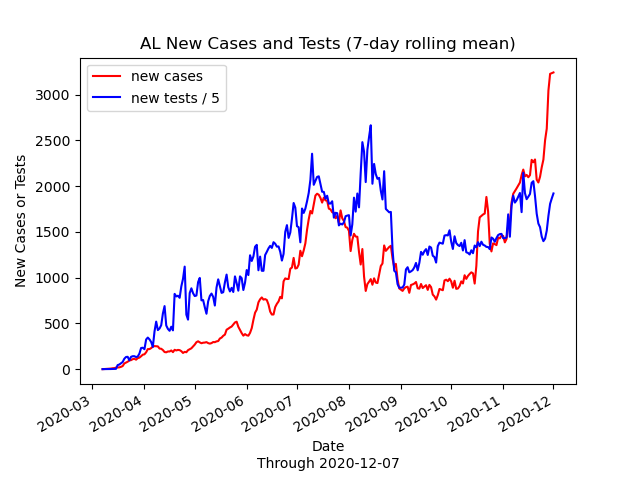 AL New Cases and Tests (7-day rolling mean)
new cases
new tests / 5
New Cases or Tests
3000
2500
2000
1500
1000
500
0
2020-03
2020-04
2020-05
2020-06
2020-07
2020-08
2020-09
2020-10
2020-11
2020-12
Date
Through 2020-12-07